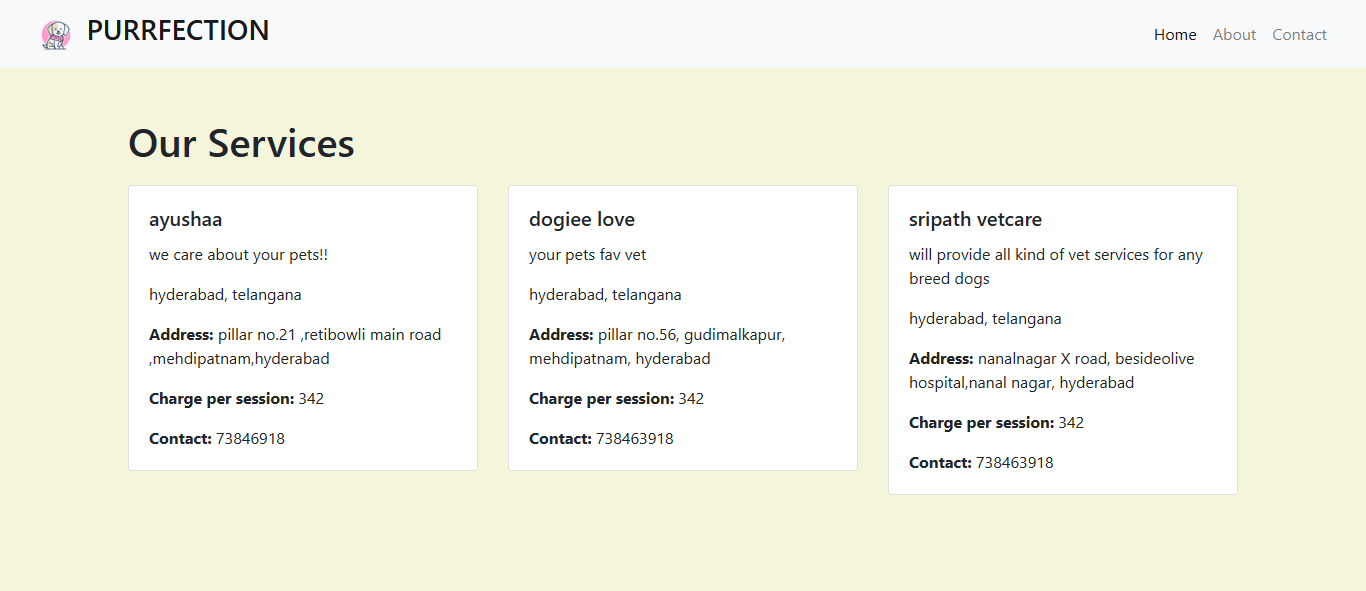 PURRFECTION
Home About Contact
Our Services
ayushaa
we care about your pets!!
hyderabad, telangana
Address: pillar no.21 ,retibowli main road
,mehdipatnam,hyderabad
Charge per session: 342
Contact: 73846918
dogiee love
your pets fav vet
hyderabad, telangana
Address: pillar no.56, gudimalkapur,
mehdipatnam, hyderabad
Charge per session: 342
Contact: 738463918
sripath vetcare
will provide all kind of vet services for any
breed dogs
hyderabad, telangana
Address: nanalnagar X road, besideolive
hospital,nanal nagar, hyderabad
Charge per session: 342
Contact: 738463918